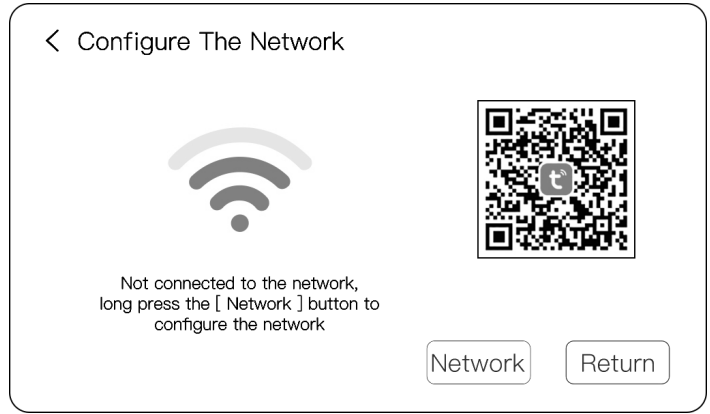 Configure The Network
Not connected to the network,
long press the [ Network ] button to
configure the network
Network
Return